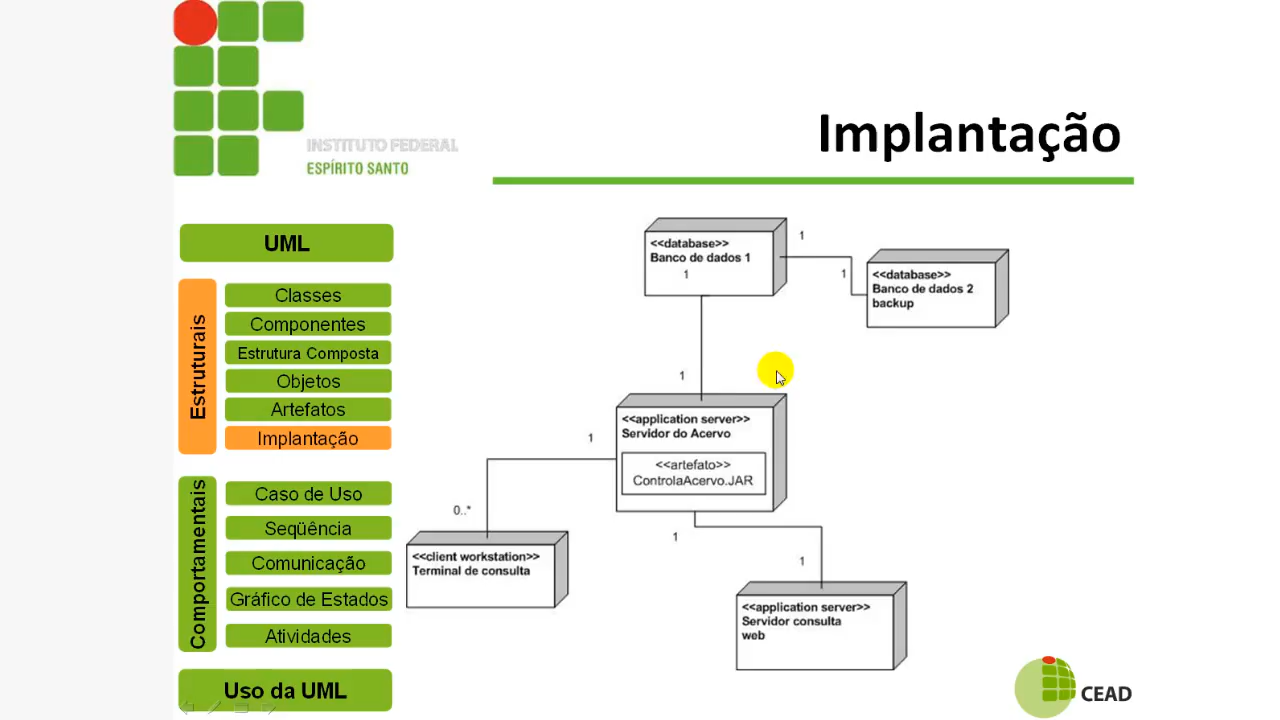 INSTITUTO FEDERAL
ESPÍRITO SANTO
Implantação
UML
Estruturais
Classes
Componentes
Estrutura Composta
Objetos
Artefatos
Implantação
Comportamentais
Caso de Uso
Seqüência
Comunicação
Gráfico de Estados
Atividades
Uso da UML
<<database>>
Banco de dados 1
1
1
1
<<database>>
Banco de dados 2
backup
1
<<application server>>
Servidor do Acervo
<<artefato>>
ControlaAcervo.JAR
1
0..*
<<client workstation>>
Terminal de consulta
1
1
<<application server>>
Servidor consulta
web
CEAD